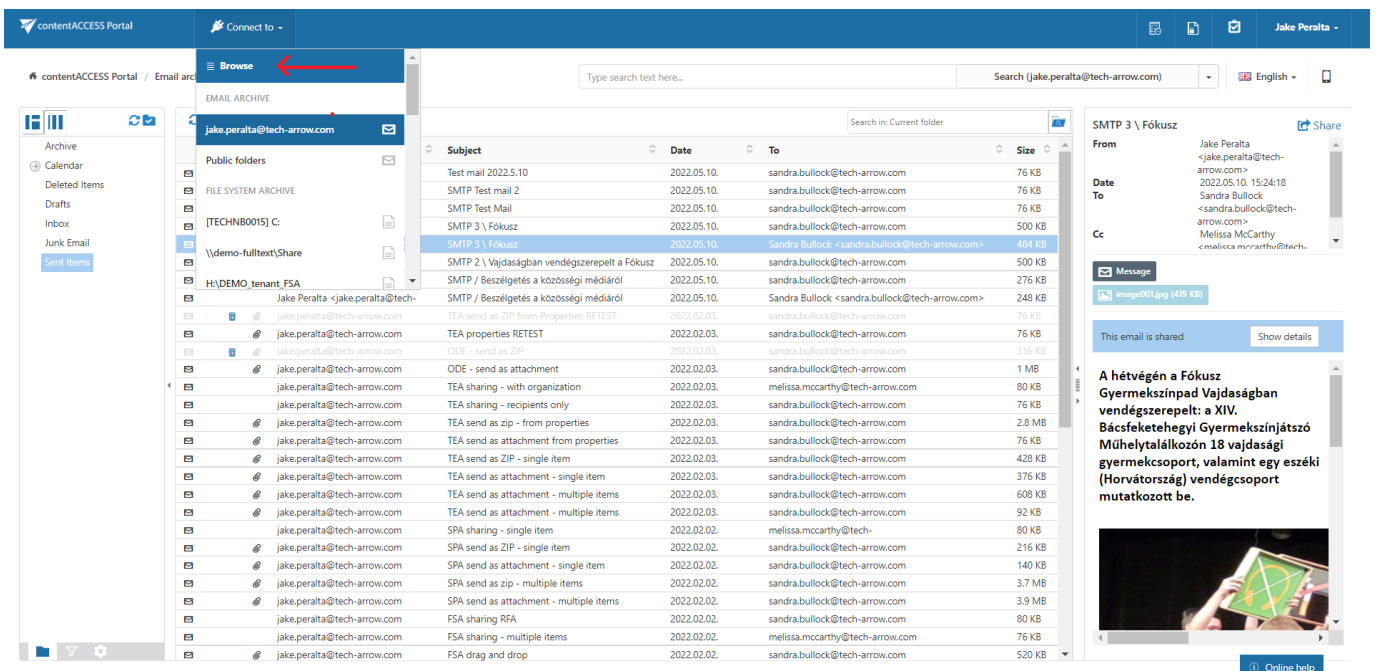 contentACCESS Portal
Connect to
Jake Peralta
contentACCESS Portal / Email arc
Type search text here...
Search (jake.peralta@tech-arrow.com)
English
Browse
EMAIL ARCHIVE
jake.peralta@tech-arrow.com
Public folders
FILE SYSTEM ARCHIVE
[TECHNB0015] C:
\\demo-fulltext\Share
H:\DEMO_tenant_FSA
Archive
Calendar
Deleted Items
Drafts
Inbox
Junk Email
Sent Items
Search in: Current folder
Subject Date To Size
Test mail 2022.5.10 2022.05.10. sandra.bullock@tech-arrow.com 76 KB
SMTP Test mail 2 2022.05.10. sandra.bullock@tech-arrow.com 76 KB
SMTP Test Mail 2022.05.10. sandra.bullock@tech-arrow.com 76 KB
SMTP 3 \ Fókusz 2022.05.10. sandra.bullock@tech-arrow.com 500 KB
SMTP 3 \ Fókusz 2022.05.10. Sandra Bullock <sandra.bullock@tech-arrow.com> 484 KB
SMTP 2 \ Vajdaságban vendégszerepelt a Fókusz 2022.05.10. sandra.bullock@tech-arrow.com 500 KB
SMTP / Beszélgetés a közösségi médiáról 2022.05.10. sandra.bullock@tech-arrow.com 276 KB
Jake Peralta <jake.peralta@tech- SMTP / Beszélgetés a közösségi médiáról 2022.05.10. Sandra Bullock <sandra.bullock@tech-arrow.com> 248 KB
jake.peralta@tech-arrow.com TEA send as ZIP from Properties RETEST 2022.02.03. sandra.bullock@tech-arrow.com 76 KB
jake.peralta@tech-arrow.com TEA properties RETEST 2022.02.03. sandra.bullock@tech-arrow.com 76 KB
jake.peralta@tech-arrow.com ODE - send as ZIP 2022.02.03. sandra.bullock@tech-arrow.com 316 KB
jake.peralta@tech-arrow.com ODE - send as attachment 2022.02.03. sandra.bullock@tech-arrow.com 1 MB
jake.peralta@tech-arrow.com TEA sharing - with organization 2022.02.03. melissa.mccarthy@tech-arrow.com 80 KB
jake.peralta@tech-arrow.com TEA sharing - recipients only 2022.02.03. sandra.bullock@tech-arrow.com 76 KB
jake.peralta@tech-arrow.com TEA send as zip - from properties 2022.02.03. sandra.bullock@tech-arrow.com 2.8 MB
jake.peralta@tech-arrow.com TEA send as attachment from properties 2022.02.03. sandra.bullock@tech-arrow.com 76 KB
jake.peralta@tech-arrow.com TEA send as ZIP - single item 2022.02.03. sandra.bullock@tech-arrow.com 428 KB
jake.peralta@tech-arrow.com TEA send as attachment - single item 2022.02.03. sandra.bullock@tech-arrow.com 376 KB
jake.peralta@tech-arrow.com TEA send as attachment - multiple items 2022.02.03. sandra.bullock@tech-arrow.com 608 KB
jake.peralta@tech-arrow.com TEA send as attachment - multiple items 2022.02.03. sandra.bullock@tech-arrow.com 92 KB
jake.peralta@tech-arrow.com SPA sharing - single item 2022.02.02. melissa.mccarthy@tech- 80 KB
jake.peralta@tech-arrow.com SPA send as ZIP - single item 2022.02.02. sandra.bullock@tech-arrow.com 216 KB
jake.peralta@tech-arrow.com SPA send as attachment - single item 2022.02.02. sandra.bullock@tech-arrow.com 140 KB
jake.peralta@tech-arrow.com SPA send as zip - multiple items 2022.02.02. sandra.bullock@tech-arrow.com 3.7 MB
jake.peralta@tech-arrow.com SPA send as attachment - multiple items 2022.02.02. sandra.bullock@tech-arrow.com 3.9 MB
jake.peralta@tech-arrow.com FSA sharing RFA 2022.02.02. sandra.bullock@tech-arrow.com 80 KB
jake.peralta@tech-arrow.com FSA sharing - multiple items 2022.02.02. melissa.mccarthy@tech-arrow.com 76 KB
jake.peralta@tech-arrow.com FSA drag and drop 2022.02.02. sandra.bullock@tech-arrow.com 520 KB
SMTP 3 \ Fókusz
Share
From Jake Peralta
<jake.peralta@tech-
arrow.com>
Date 2022.05.10. 15:24:18
To Sandra Bullock
<sandra.bullock@tech-
arrow.com>
Cc Melissa McCarthy
<melissa.mccarthy@tech-
Message
image001.jpg (419 KB)
This email is shared
Show details
A hétvégén a Fókusz
Gyermekszínpad Vajdaságban
vendégszerepelt: a XIV.
Bácsfeketehegyi Gyermekszínjátszó
Műhelytalálkozón 18 vajdasági
gyermekcsoport, valamint egy eszéki
(Horvátország) vendégcsoport
mutatkozott be.
Online help